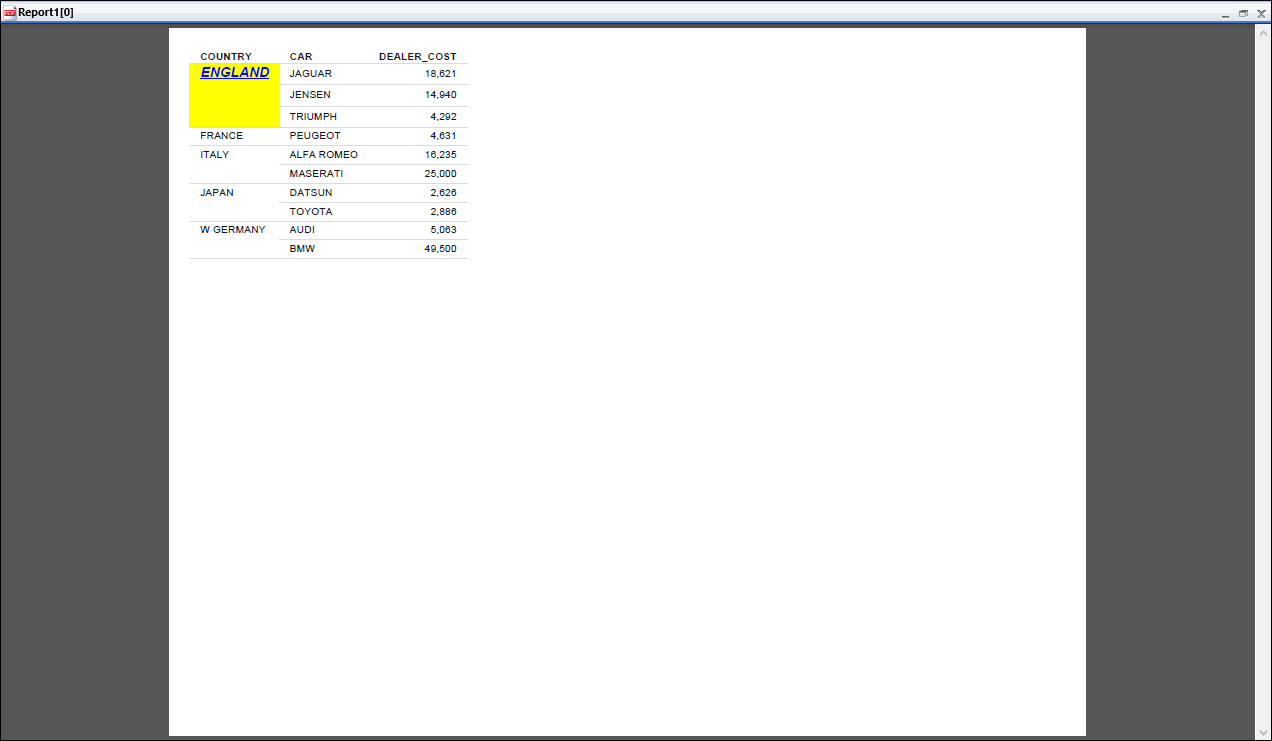 Report1[0]
COUNTRY CAR DEALER_COST
ENGLAND JAGUAR 18,621
JENSEN 14,940
TRIUMPH 4,292
FRANCE PEUGEOT 4,631
ITALY ALFA ROMEO 16,235
MASERATI 25,000
JAPAN DATSUN 2,626
TOYOTA 2,886
W GERMANY AUDI 5,063
BMW 49,500